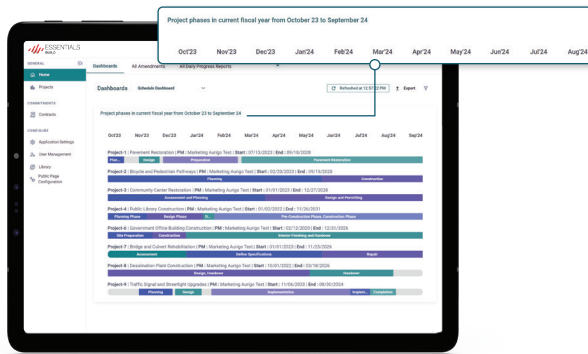 Project phases in current fiscal year from October 23 to September 24
Oct'23 Nov'23 Dec'23 Jan'24 Feb'24 Mar'24 Apr'24 May'24 Jun'24 Jul'24 Aug'24
ESSENTIALS
BUILD
GENERAL
Home
Projects
COMMITMENTS
Contracts
CONFIGURE
Application Settings
User Management
Library
Public Page
Configuration
Dashboards All Amendments All Daily Progress Reports
Dashboards Schedule Dashboard Refreshed at 12:57:22 PM Export
Project phases in current fiscal year from October 23 to September 24
Oct'23 Nov'23 Dec'23 Jan'24 Feb'24 Mar'24 Apr'24 May'24 Jun'24 Jul'24 Aug'24 Sep'24
Project-1 | Pavement Restoration | PM : Marketing Aurigo Test | Start : 07/13/2023 | End : 09/10/2028
Plan... Design Preparation Pavement Restoration
Project-2 | Bicycle and Pedestrian Pathways | PM : Marketing Aurigo Test | Start : 02/20/2023 | End : 09/13/2028
Planning Construction
Project-3 | Community Center Restoration | PM : Marketing Aurigo Test | Start : 01/01/2023 | End : 12/27/2028
Assessment and Planning Design and Permitting
Project-4 | Public Library Construction | PM : Marketing Aurigo Test | Start : 01/02/2023 | End : 11/26/2031
Planning Phase Design Phase Pre-Construction Phase, Construction Phase
Project-6 | Government Office Building Construction | PM : Marketing Aurigo Test | Start : 02/12/2020 | End : 12/31/2026
Site Preparation Construction Interior Finishing and Handover
Project-7 | Bridge and Culvert Rehabilitation | PM : Marketing Aurigo Test | Start : 01/01/2023 | End : 11/25/2026
Assessment Define Specifications Repair
Project-8 | Desalination Plant Construction | PM : Marketing Aurigo Test | Start : 10/01/2022 | End : 03/18/2026
Design, Handover Handover
Project-9 | Traffic Signal and Streetlight Upgrades | PM : Marketing Aurigo Test | Start : 11/06/2023 | End : 08/30/2024
Planning Design Implementation Implem... Completion